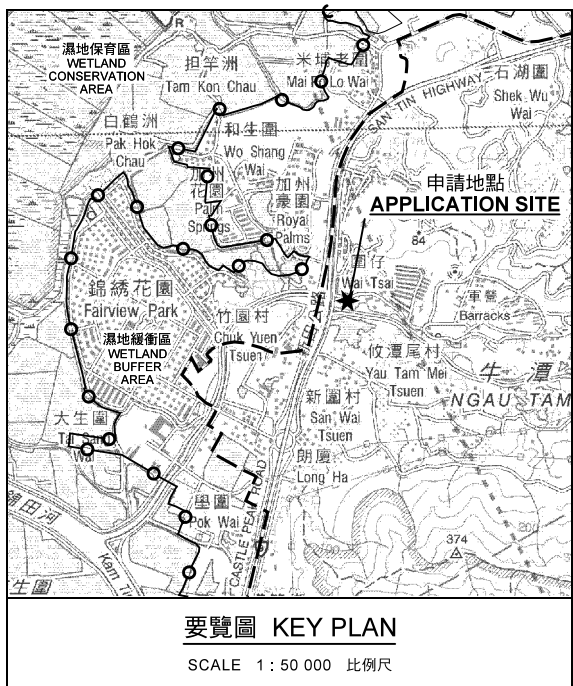 濕地保育區
WETLAND
CONSERVATION
AREA
R
担竿洲
Tam Kon Chau
米埔老圍
Lo Wai
SAN TIN HIGHWAY
石湖圍
Shek Wu
Wai
白鶴洲
Pak Hok
Chau
和生圍
Wo Shang
Wai
加州
花園
Palm
Springs
加州
豪園
Royal
Palms
申請地點
APPLICATION SITE
84
圍仔
Wai Tsai
錦綉花園
Fairview Park
竹園村
Chuk Yuen
Tsuen
車營
Barracks
濕地緩衝區
WETLAND
BUFFER
AREA
攸潭尾村
Yau Tam Mei
Tsuen
牛潭
NGAU TAM
新圍村
San Wai
Tsuen
大生圍
Tai Sang
Wai
朗廈
Long Ha
學圍
Pok Wai
CASTLE PEAK ROAD
錦田河
Kam
374
200
生圍
要覽圖 KEY PLAN
SCALE 1 : 50 000 比例尺